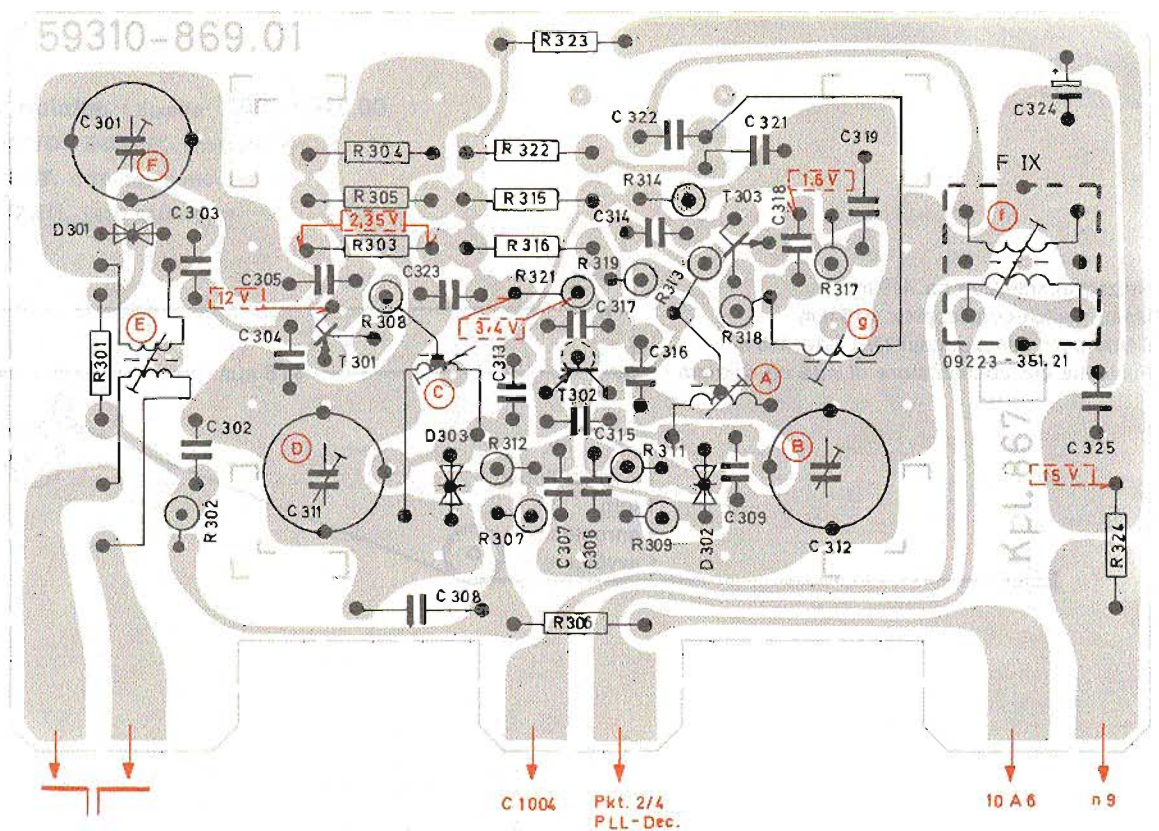 59310-869.01
R323
C301
F
C322
C321
C324
+
C319
R304
R322
F IX
R305
R315
R314
T303
C318
1.6 V
f
C303
2,35 V
C314
D301
R303
R316
R319
R313
R317
C305
C323
R321
C317
12 V
R308
3,4 V
R318
g
E
C304
R301
T301
C313
C316
09223-351.21
C
T302
A
C302
D
D303
R312
C315
R311
B
C325
15 V
Kpl.867
R302
C311
R307
C307
C306
R309
D302
C309
C312
R324
C308
R306
C1004
Pkt. 2/4
PLL-Dec.
10 A 6
n 9